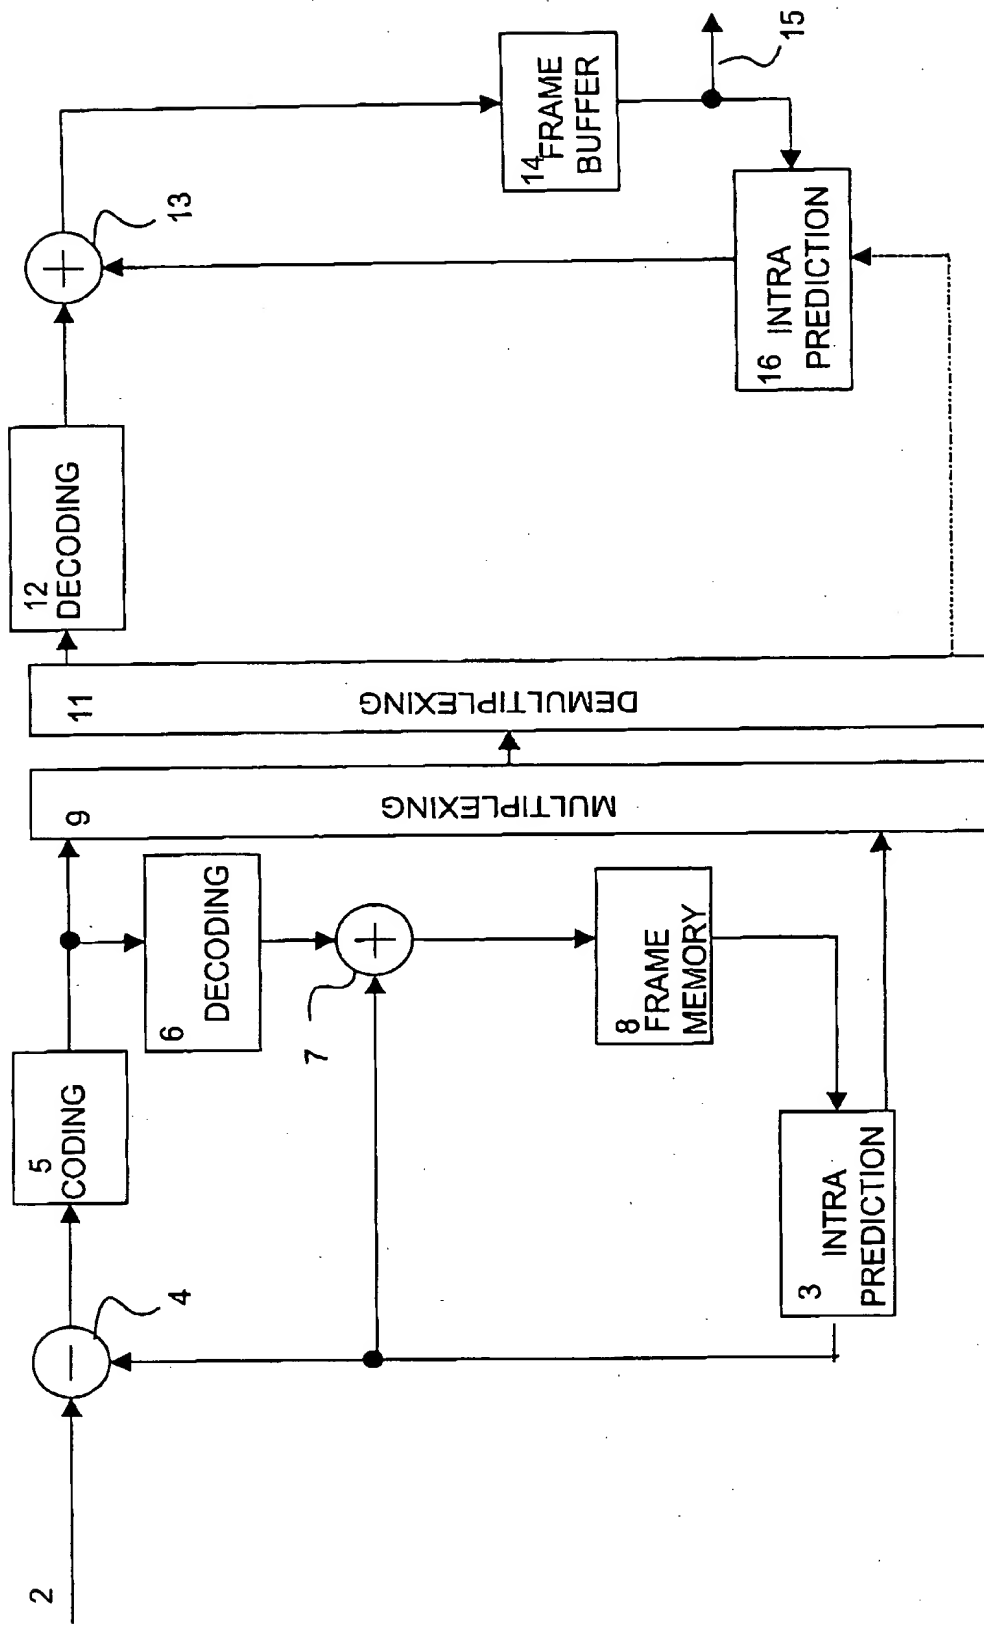 2
4
5
CODING
6
DECODING
7
8
FRAME
MEMORY
3
INTRA
PREDICTION
9
MULTIPLEXING
11
DEMULTIPLEXING
12
DECODING
13
14
FRAME
BUFFER
15
16
INTRA
PREDICTION